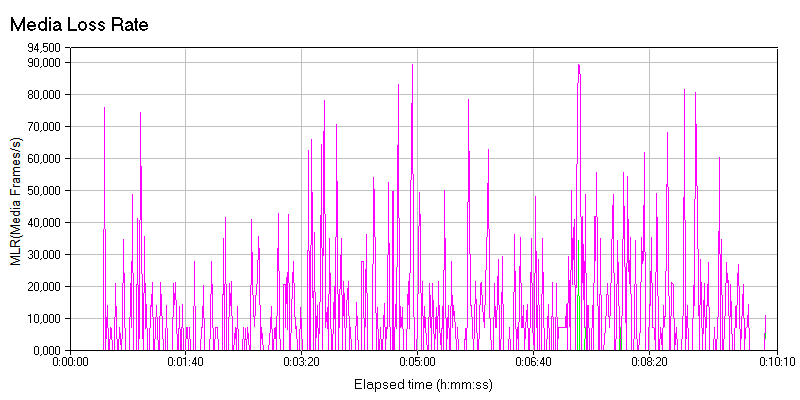 Media Loss Rate
94,500
90,000
80,000
70,000
60,000
50,000
40,000
30,000
20,000
10,000
0,000
MLR(Media Frames/s)
0:00:00 0:01:40 0:03:20 0:05:00 0:06:40 0:08:20 0:10:10
Elapsed time (h:mm:ss)